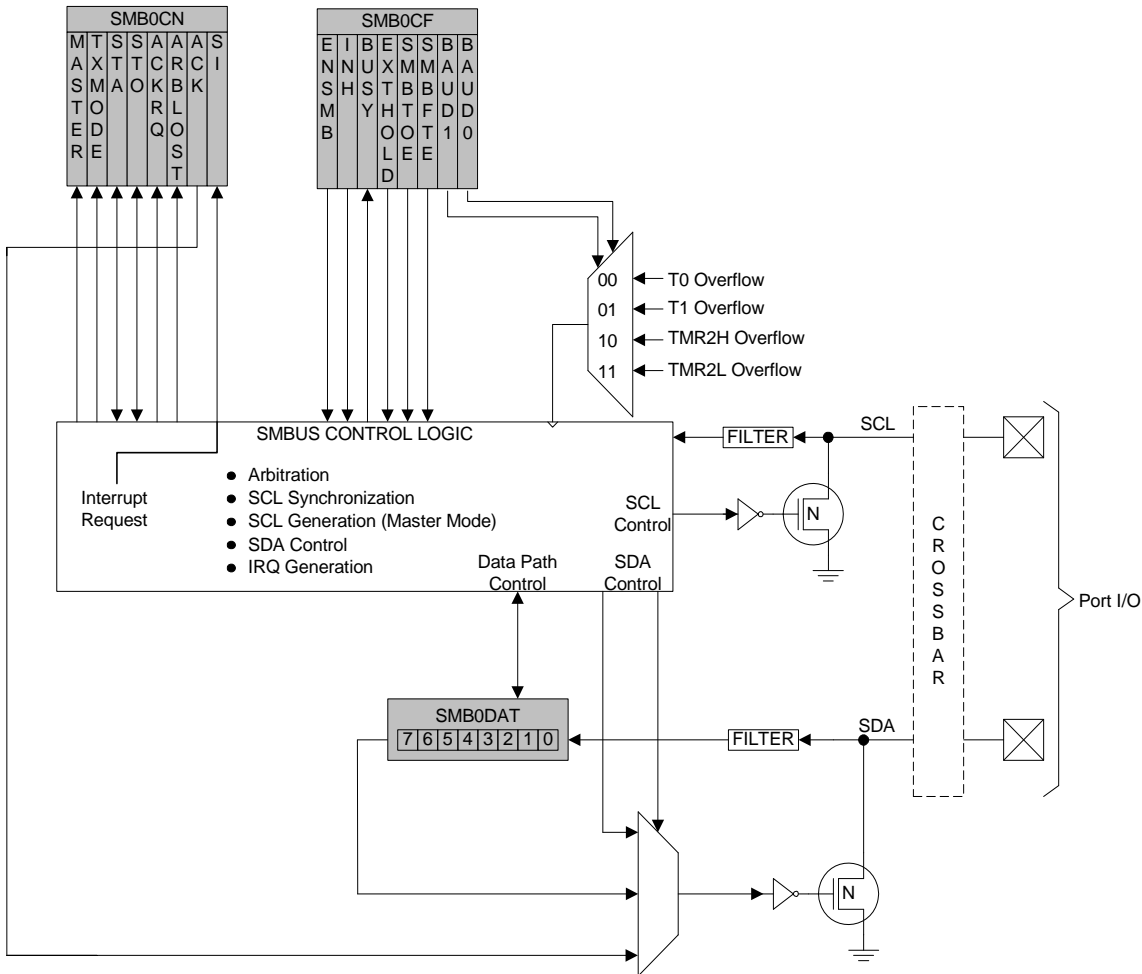 SMB0CN
MASTER
TXMODE
STA
STO
ACKRQ
ARBLOST
ACK
SI
SMB0CF
ENSMB
INH
BUSY
EXTHOLD
SMBTOE
SMBFTE
BAUD1
BAUD0
00
T0 Overflow
01
T1 Overflow
10
TMR2H Overflow
11
TMR2L Overflow
SMBUS CONTROL LOGIC
● Arbitration
● SCL Synchronization
● SCL Generation (Master Mode)
● SDA Control
● IRQ Generation
Interrupt
Request
SCL
Control
Data Path
Control
SDA
Control
FILTER
SCL
N
CROSSBAR
Port I/O
SMB0DAT
7 6 5 4 3 2 1 0
FILTER
SDA
N